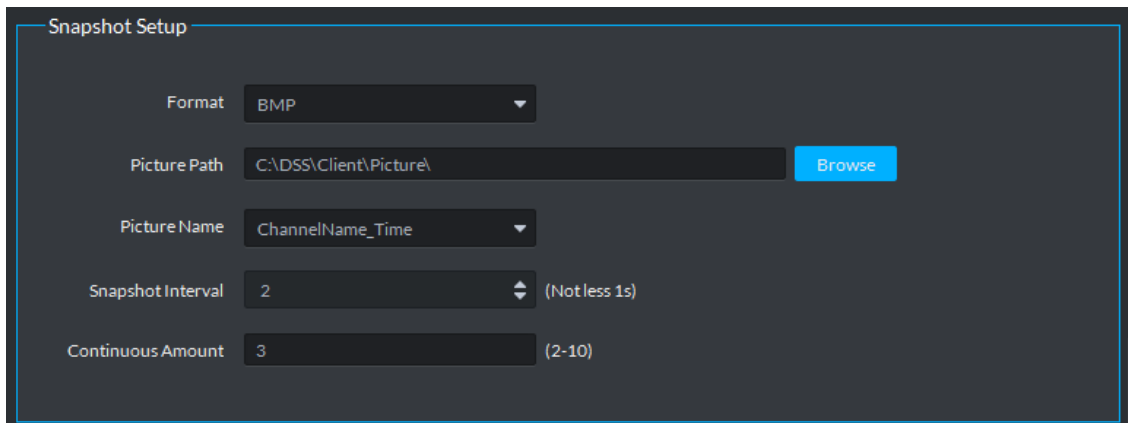 Snapshot Setup
Format BMP
Picture Path C:\DSS\Client\Picture\ Browse
Picture Name ChannelName_Time
Snapshot Interval 2 (Not less 1s)
Continuous Amount 3 (2-10)